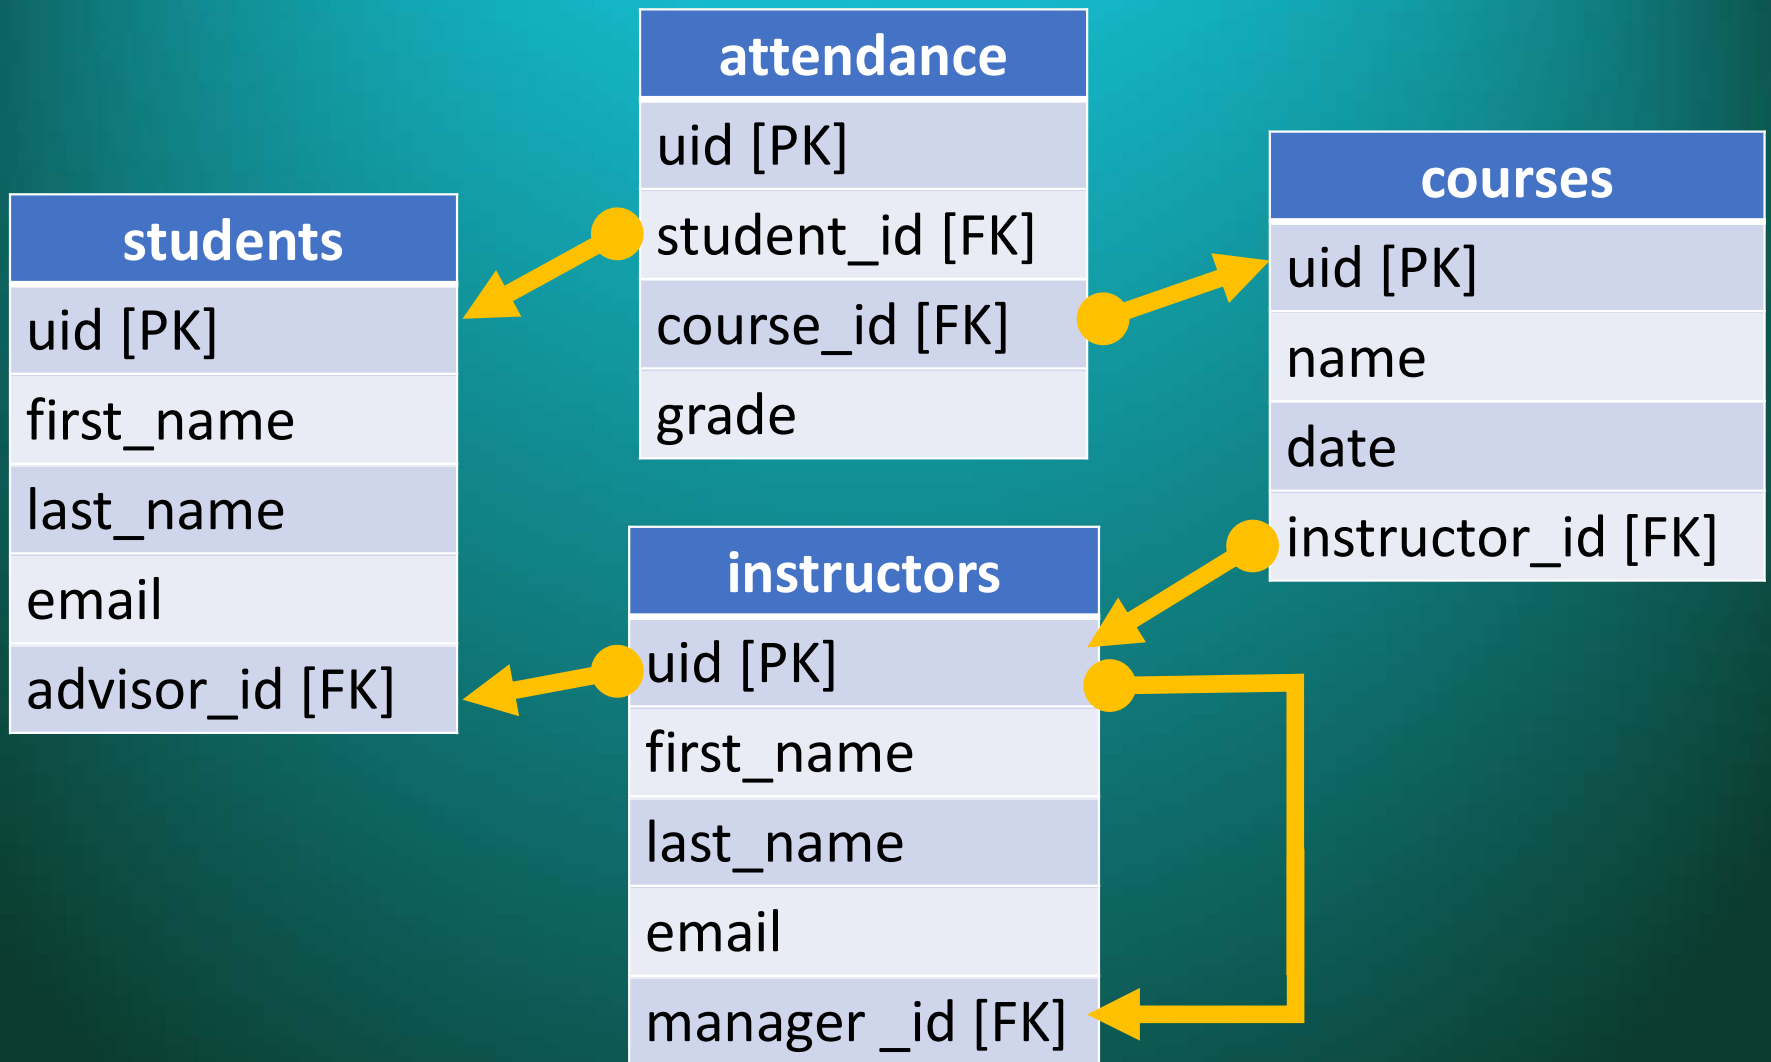 attendance
uid [PK]
student_id [FK]
course_id [FK]
grade
students
uid [PK]
first_name
last_name
email
advisor_id [FK]
courses
uid [PK]
name
date
instructor_id [FK]
instructors
uid [PK]
first_name
last_name
email
manager _id [FK]